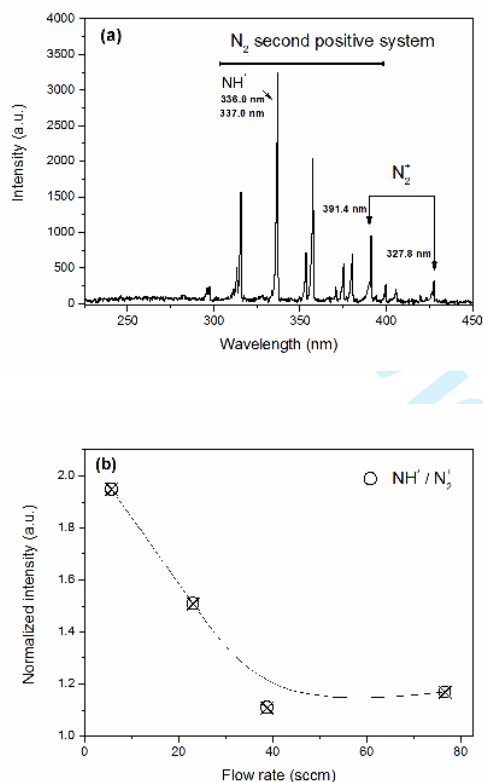 (a)
N₂ second positive system
NH*
336.0 nm
337.0 nm
N₂⁺
391.4 nm
327.8 nm
4000
3500
3000
2500
2000
1500
1000
500
0
Intensity (a.u.)
250
300
350
400
450
Wavelength (nm)
(b)
NH* / N₂⁺
2.0
1.8
1.6
1.4
1.2
1.0
Normalized intensity (a.u.)
0
20
40
60
80
Flow rate (sccm)